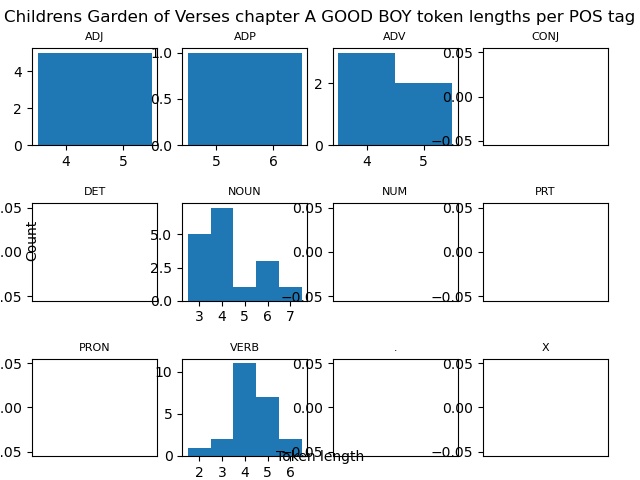 Childrens Garden of Verses chapter A GOOD BOY token lengths per POS tag
ADJ ADP ADV CONJ
4 2 0 4 5
1.0 0.5 0.0 5 6
2 0 4 5
0.05 0.00 −0.05
DET NOUN NUM PRT
.05 .00 .05
5.0 2.5 0.0 3 4 5 6 7
0.05 0.00 −0.05
0.05 0.00 −0.05
Count
PRON VERB . X
.05 .00 .05
10 5 0 2 3 4 5 6
0.05 0.00 −0.05
0.05 0.00 −0.05
Token length